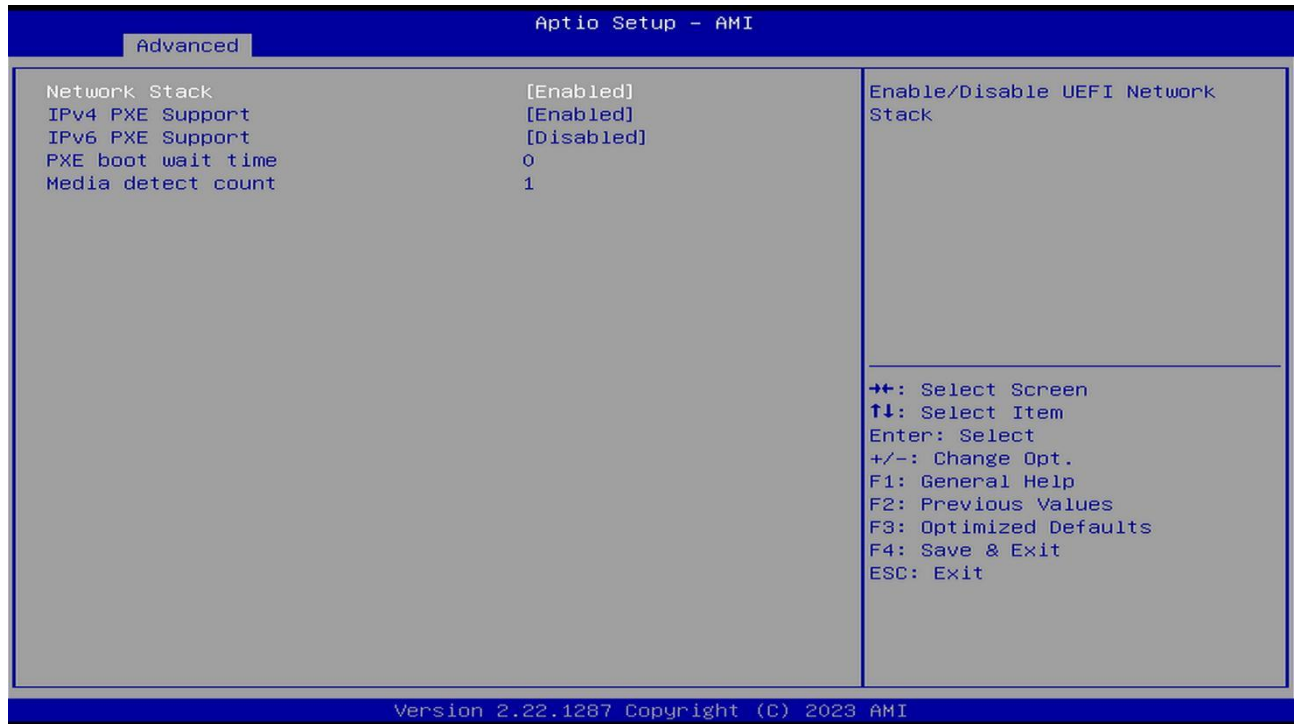 Aptio Setup – AMI
Advanced
Network Stack [Enabled]
IPv4 PXE Support [Enabled]
IPv6 PXE Support [Disabled]
PXE boot wait time 0
Media detect count 1
Enable/Disable UEFI Network
Stack
→←: Select Screen
↑↓: Select Item
Enter: Select
+/-: Change Opt.
F1: General Help
F2: Previous Values
F3: Optimized Defaults
F4: Save & Exit
ESC: Exit
Version 2.22.1287 Copyright (C) 2023 AMI